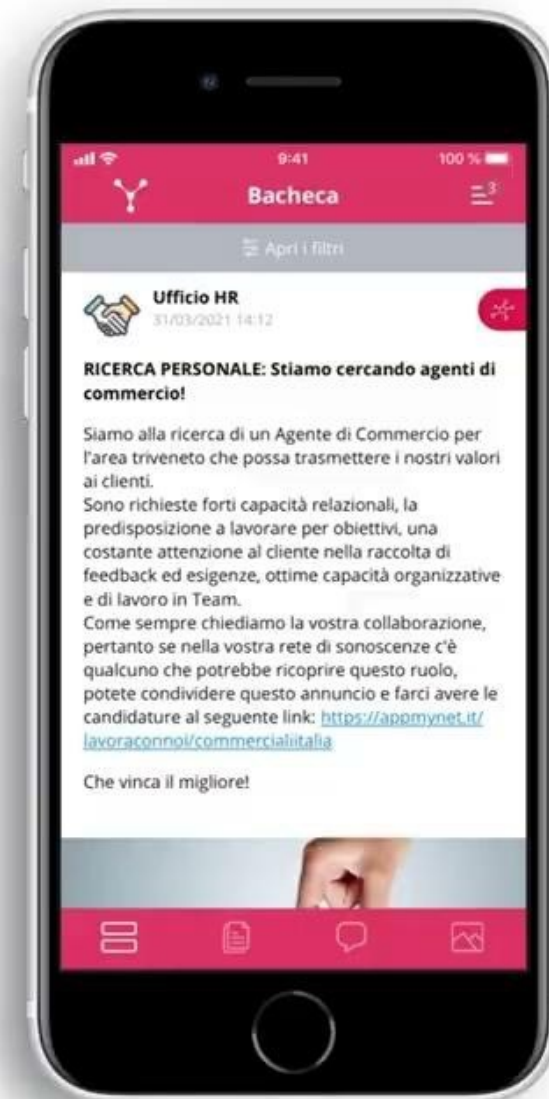 9:41
100 %
Bacheca
3
Apri i filtri
Ufficio HR
31/03/2021 14:12
RICERCA PERSONALE: Stiamo cercando agenti di
commercio!
Siamo alla ricerca di un Agente di Commercio per
l'area triveneto che possa trasmettere i nostri valori
ai clienti.
Sono richieste forti capacità relazionali, la
predisposizione a lavorare per obiettivi, una
costante attenzione al cliente nella raccolta di
feedback ed esigenze, ottime capacità organizzative
e di lavoro in Team.
Come sempre chiediamo la vostra collaborazione,
pertanto se nella vostra rete di sonoscenze c'è
qualcuno che potrebbe ricoprire questo ruolo,
potete condividere questo annuncio e farci avere le
candidature al seguente link: https://appmynet.it/
lavoraconnoi/commercialiitalia
Che vinca il migliore!